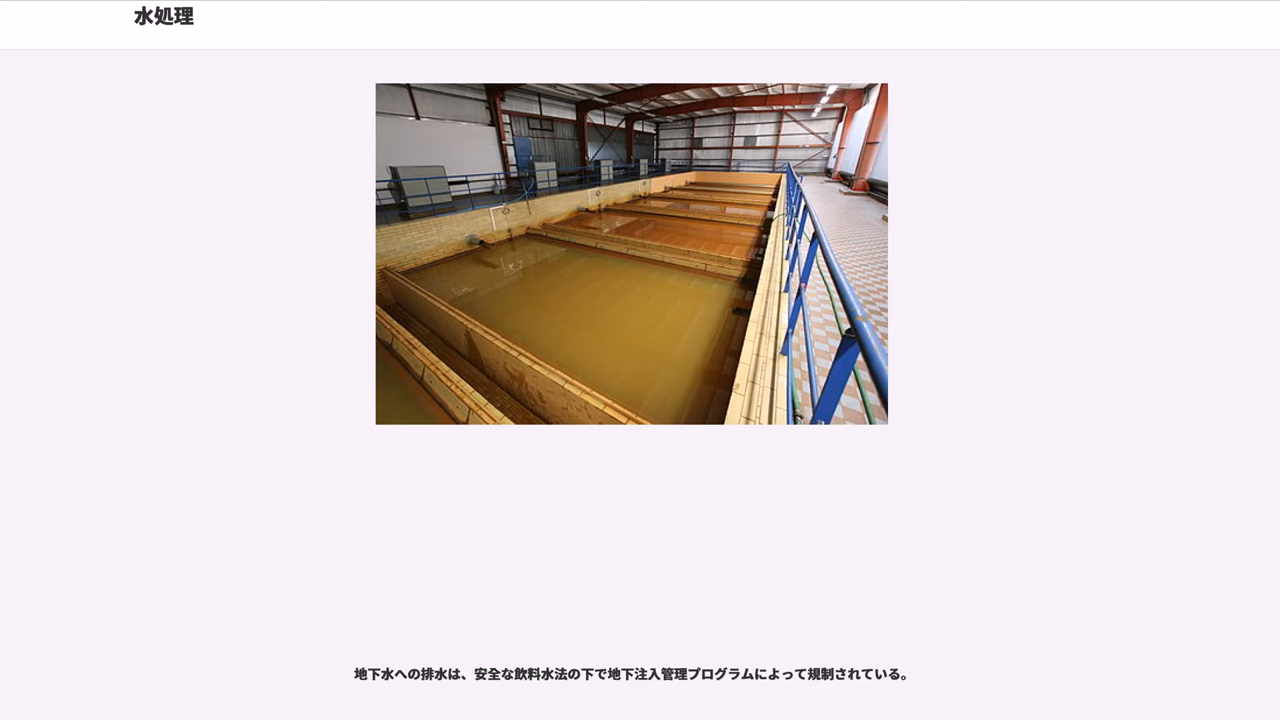 水処理
地下水への排水は、安全な飲料水法の下で地下注入管理プログラムによって規制されている。